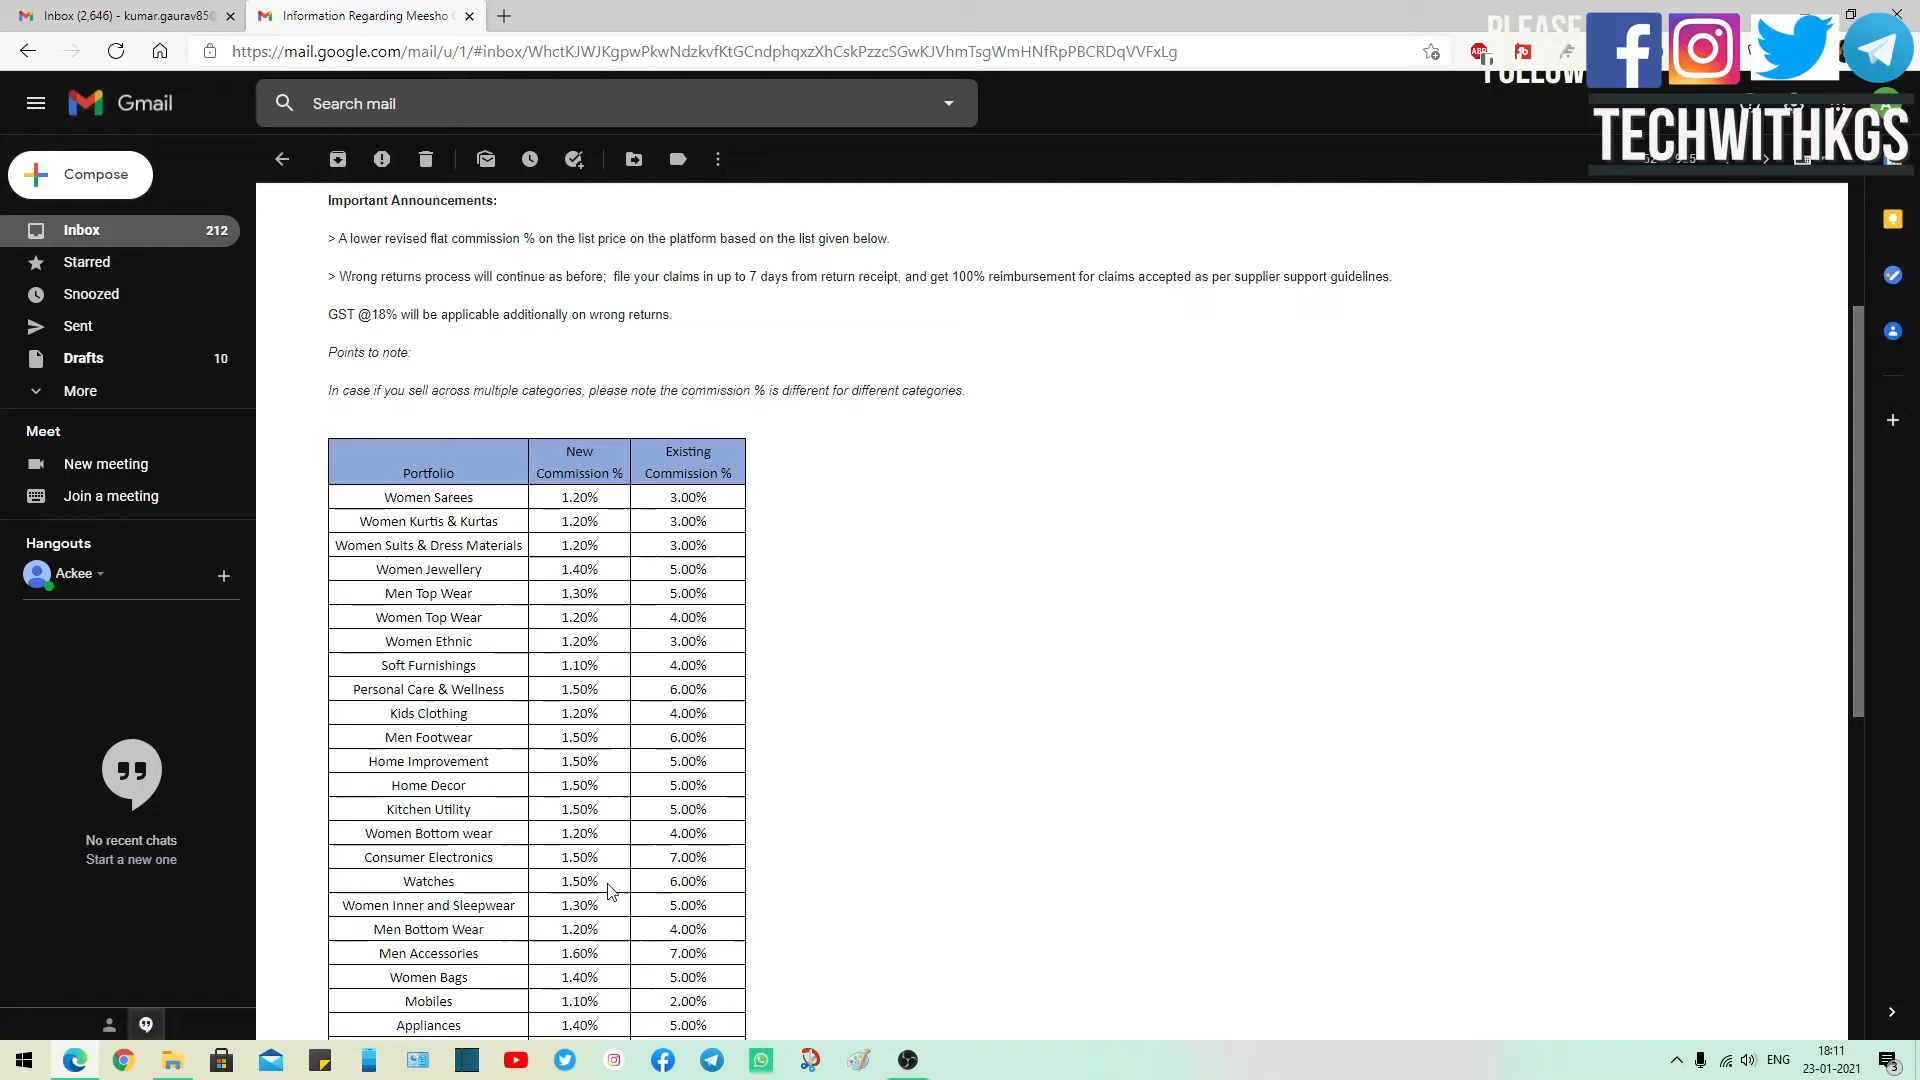 Inbox (2,646) - kumar.gaurav85@
Information Regarding Meesho
PLEASE
FOLLOW
https://mail.google.com/mail/u/1/#inbox/WhctKJWJKgpwPkwNdzkvfKtGCndphqxzXhCskPzzcSGwKJVhmTsgWmHNfRpPBCRDqVVFxLg
Gmail
Search mail
TECHWITHKGS
Compose
Inbox 212
Starred
Snoozed
Sent
Drafts 10
More
Meet
New meeting
Join a meeting
Hangouts
Ackee
No recent chats
Start a new one
Important Announcements:
> A lower revised flat commission % on the list price on the platform based on the list given below.
> Wrong returns process will continue as before;  file your claims in up to 7 days from return receipt, and get 100% reimbursement for claims accepted as per supplier support guidelines.
GST @18% will be applicable additionally on wrong returns.
Points to note:
In case if you sell across multiple categories, please note the commission % is different for different categories.
Portfolio New Commission % Existing Commission %
Women Sarees 1.20% 3.00%
Women Kurtis & Kurtas 1.20% 3.00%
Women Suits & Dress Materials 1.20% 3.00%
Women Jewellery 1.40% 5.00%
Men Top Wear 1.30% 5.00%
Women Top Wear 1.20% 4.00%
Women Ethnic 1.20% 3.00%
Soft Furnishings 1.10% 4.00%
Personal Care & Wellness 1.50% 6.00%
Kids Clothing 1.20% 4.00%
Men Footwear 1.50% 6.00%
Home Improvement 1.50% 5.00%
Home Decor 1.50% 5.00%
Kitchen Utility 1.50% 5.00%
Women Bottom wear 1.20% 4.00%
Consumer Electronics 1.50% 7.00%
Watches 1.50% 6.00%
Women Inner and Sleepwear 1.30% 5.00%
Men Bottom Wear 1.20% 4.00%
Men Accessories 1.60% 7.00%
Women Bags 1.40% 5.00%
Mobiles 1.10% 2.00%
Appliances 1.40% 5.00%
ENG
18:11
23-01-2021
3